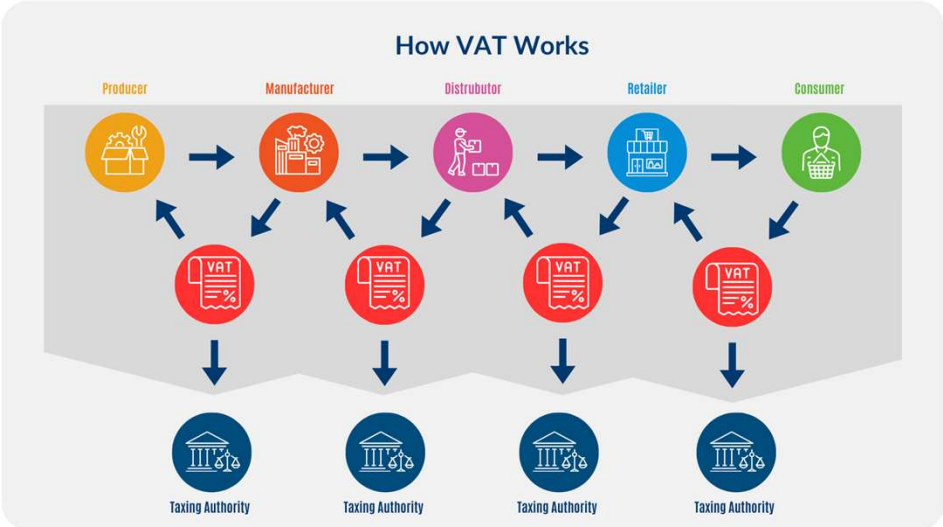 How VAT Works
Producer
Manufacturer
Distrubutor
Retailer
Consumer
VAT
%
VAT
%
VAT
%
VAT
%
Taxing Authority
Taxing Authority
Taxing Authority
Taxing Authority